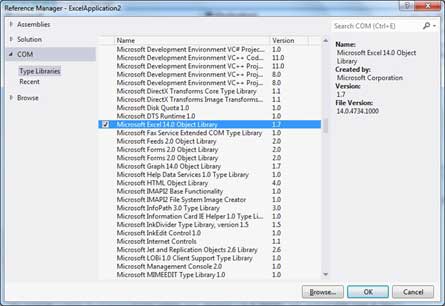 Reference Manager - ExcelApplication2
Assemblies
Solution
COM
Type Libraries
Recent
Browse
Search COM (Ctrl+E)
Name Version
Microsoft Development Environment VC# Projec... 1.0
Microsoft Development Environment VC++ Cod... 11.0
Microsoft Development Environment VC++ Proje... 11.0
Microsoft Development Environment VC++ Proje... 7.0
Microsoft Development Environment VC++ Proje... 8.0
Microsoft DirectX Transforms Core Type Library 1.1
Microsoft DirectX Transforms Image Transforms... 1.1
Microsoft Disk Quota 1.0 1.0
Microsoft DTS Runtime 1.0 1.0
Microsoft Excel 14.0 Object Library 1.7
Microsoft Fax Service Extended COM Type Library 1.0
Microsoft Feeds 2.0 Object Library 2.0
Microsoft Forms 2.0 Object Library 2.0
Microsoft Forms 2.0 Object Library 2.0
Microsoft Graph 14.0 Object Library 1.7
Microsoft Help Data Services 1.0 Type Library 1.0
Microsoft HTML Object Library 4.0
Microsoft IMAPI2 Base Functionality 1.0
Microsoft IMAPI2 File System Image Creator 1.0
Microsoft InfoPath 3.0 Type Library 3.0
Microsoft Information Card IE Helper 1.0 Type Li... 1.0
Microsoft InkDivider Type Library, version 1.5 1.5
Microsoft InkEdit Control 1.0 1.0
Microsoft Internet Controls 1.1
Microsoft Jet and Replication Objects 2.6 Library 2.6
Microsoft LOBi 1.0 Client Support Type Library 1.0
Microsoft Management Console 2.0 1.0
Microsoft MIMEEDIT Type Library 1.0 1.0
Name:
Microsoft Excel 14.0 Object
Library
Created by:
Microsoft Corporation
Version:
1.7
File Version:
14.0.4734.1000
Browse... OK Cancel